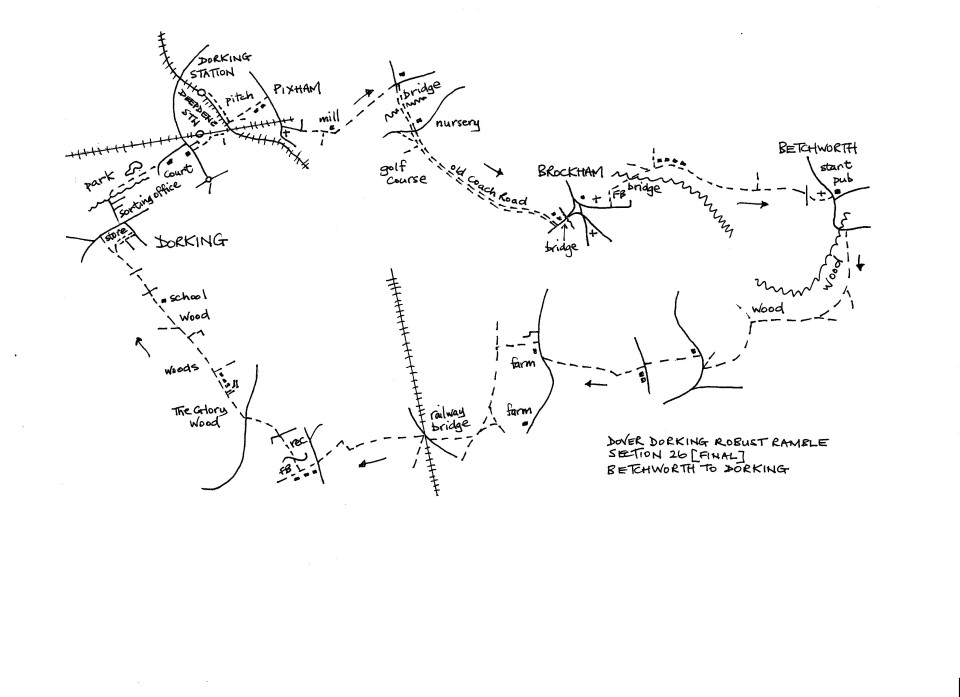 DORKING
STATION
DEEPDENE
STN
pitch
PIXHAM
mill
bridge
nursery
golf
course
old Coach Road
BROCKHAM
FB
bridge
bridge
BETCHWORTH
start
pub
park
court
sorting office
store
DORKING
school
wood
woods
The Glory
Wood
rec
FB
railway
bridge
farm
farm
wood
wood
DOVER DORKING ROBUST RAMBLE
SECTION 26 [FINAL]
BETCHWORTH TO DORKING